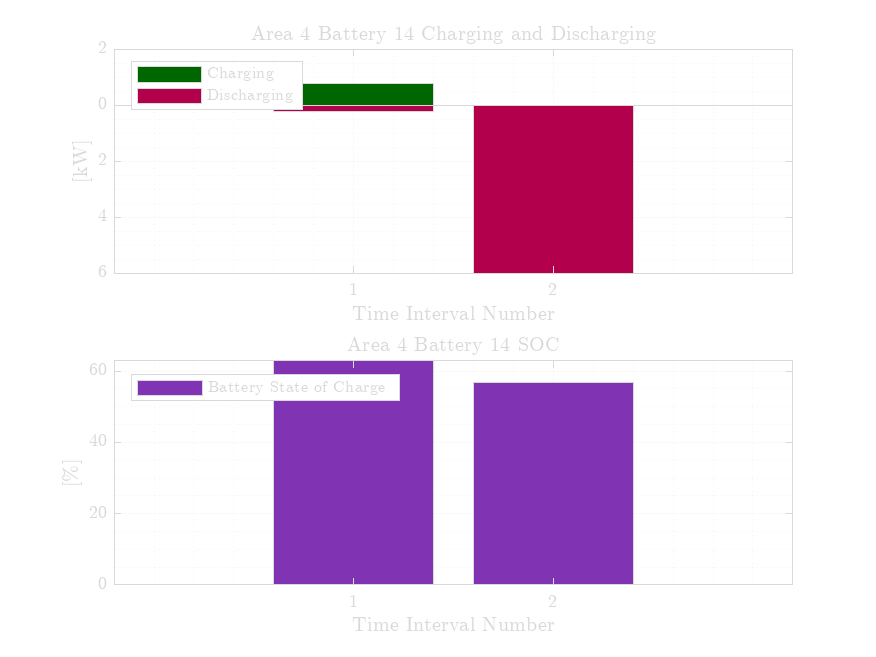 Area 4 Battery 14 Charging and Discharging
2
Charging
Discharging
0
2
4
6
[kW]
1 2
Time Interval Number
Area 4 Battery 14 SOC
60
Battery State of Charge
40
20
0
[%]
1 2
Time Interval Number